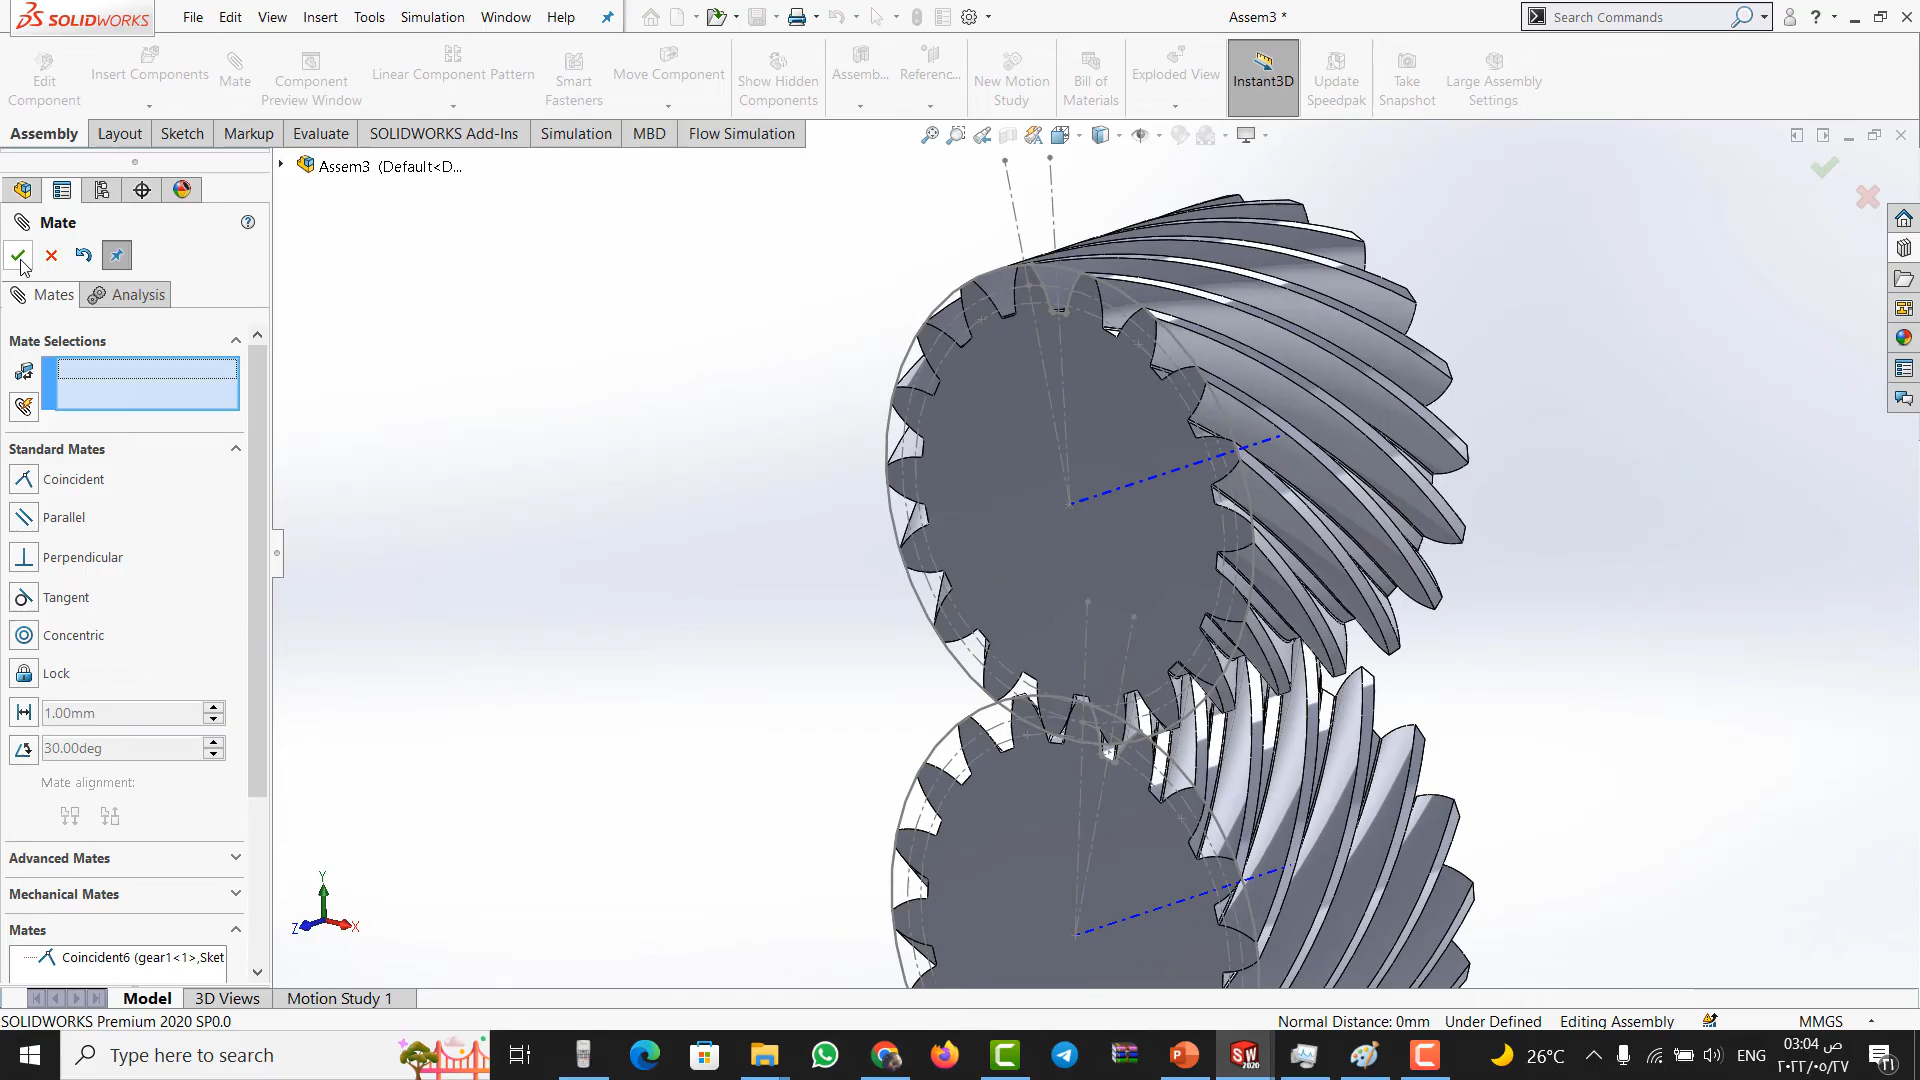 SOLIDWORKS File Edit View Insert Tools Simulation Window Help Assem3 * Search Commands
Edit Component Insert Components Mate Component Preview Window Linear Component Pattern Smart Fasteners Move Component Show Hidden Components Assemb... Referenc... New Motion Study Bill of Materials Exploded View Instant3D Update Speedpak Take Snapshot Large Assembly Settings
Assembly Layout Sketch Markup Evaluate SOLIDWORKS Add-Ins Simulation MBD Flow Simulation
Assem3 (Default<D...
Mate
Mates Analysis
Mate Selections
Standard Mates
Coincident
Parallel
Perpendicular
Tangent
Concentric
Lock
1.00mm
30.00deg
Mate alignment:
Advanced Mates
Mechanical Mates
Mates
Coincident6 (gear1<1>,Sket
Y
Z X
Model 3D Views Motion Study 1
SOLIDWORKS Premium 2020 SP0.0 Normal Distance: 0mm Under Defined Editing Assembly MMGS
Type here to search 26°C ENG 03:04 ص
٢٠٢٢/٠٥/٢٧